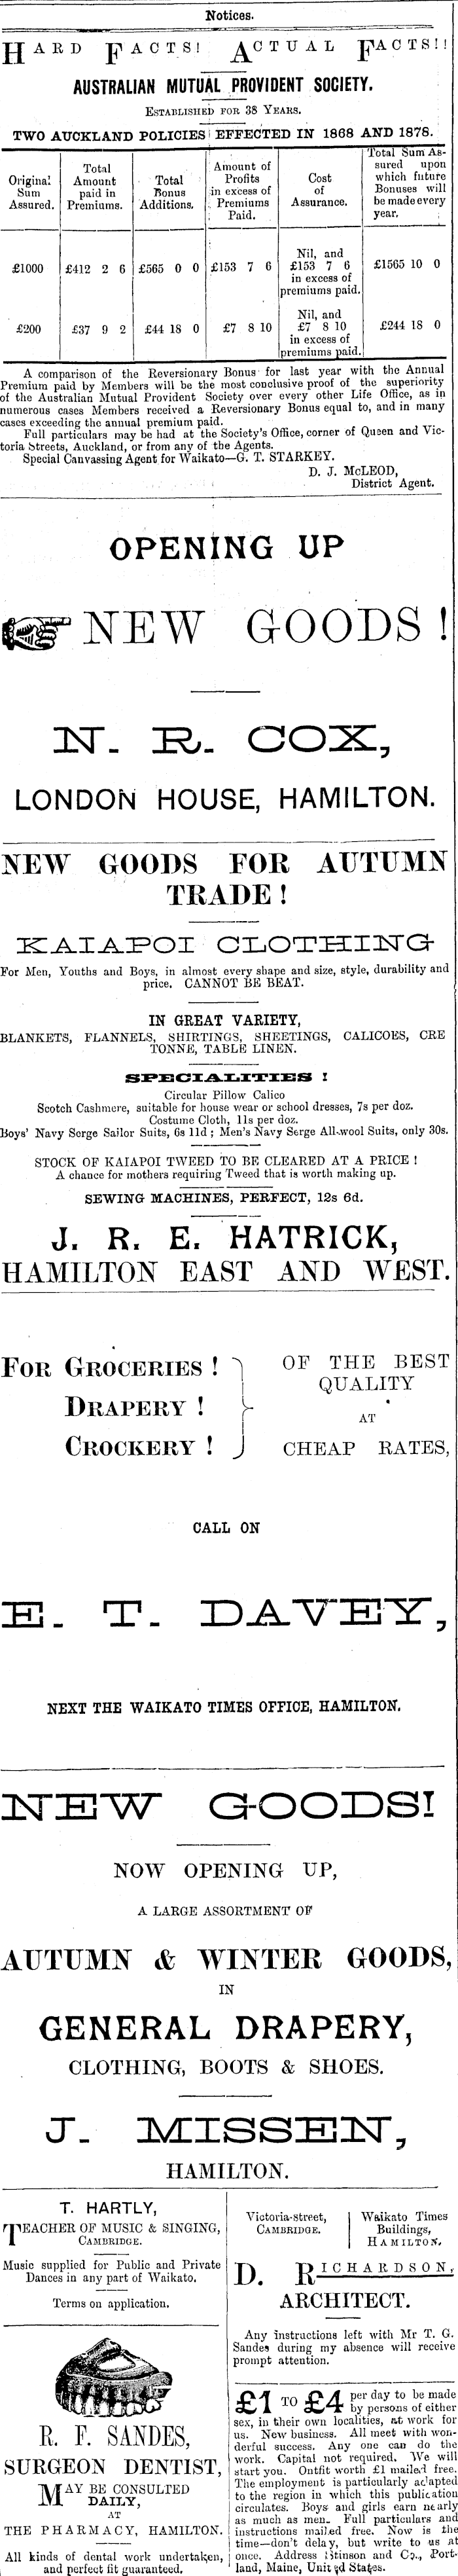 Notices.
HARD FACTS! ACTUAL FACTS!!
AUSTRALIAN MUTUAL PROVIDENT SOCIETY.
ESTABLISHED FOR 38 YEARS.
TWO AUCKLAND POLICIES EFFECTED IN 1868 AND 1878.
Original Sum Assured.
Total Amount paid in Premiums.
Total Bonus Additions.
Amount of Profits in excess of Premiums Paid.
Cost of Assurance.
Total Sum As-sured upon which future Bonuses will be made every year.
£1000 £412 2 6 £565 0 0 £153 7 6 Nil, and £153 7 6 in excess of premiums paid. £1565 10 0
£200 £37 9 2 £44 18 0 £7 8 10 Nil, and £7 8 10 in excess of premiums paid. £244 18 0
A comparison of the Reversionary Bonus for last year with the Annual
Premium paid by Members will be the most conclusive proof of the superiority
of the Australian Mutual Provident Society over every other Life Office, as in
numerous cases Members received a Reversionary Bonus equal to, and in many
cases exceeding the annual premium paid.
Full particulars may be had at the Society's Office, corner of Queen and Vic-
toria Streets, Auckland, or from any of the Agents.
Special Canvassing Agent for Waikato—G. T. STARKEY.
D. J. McLEOD,
District Agent.
OPENING UP
NEW GOODS!
N. R. COX,
LONDON HOUSE, HAMILTON.
NEW GOODS FOR AUTUMN
TRADE!
KAIAPOI CLOTHING
For Men, Youths and Boys, in almost every shape and size, style, durability and
price. CANNOT BE BEAT.
IN GREAT VARIETY,
BLANKETS, FLANNELS, SHIRTINGS, SHEETINGS, CALICOES, CRE
TONNE, TABLE LINEN.
SPECIALITIES!
Circular Pillow Calico
Scotch Cashmere, suitable for house wear or school dresses, 7s per doz.
Costume Cloth, 11s per doz.
Boys' Navy Serge Sailor Suits, 6s 11d; Men's Navy Serge All-wool Suits, only 30s.
STOCK OF KAIAPOI TWEED TO BE CLEARED AT A PRICE!
A chance for mothers requiring Tweed that is worth making up.
SEWING MACHINES, PERFECT, 12s 6d.
J. R. E. HATRICK,
HAMILTON EAST AND WEST.
FOR GROCERIES!
DRAPERY!
CROCKERY!
OF THE BEST
QUALITY
AT
CHEAP RATES,
CALL ON
E. T. DAVEY,
NEXT THE WAIKATO TIMES OFFICE, HAMILTON.
NEW GOODS!
NOW OPENING UP,
A LARGE ASSORTMENT OF
AUTUMN & WINTER GOODS,
IN
GENERAL DRAPERY,
CLOTHING, BOOTS & SHOES.
J. MISSEN,
HAMILTON.
T. HARTLY,
TEACHER OF MUSIC & SINGING,
CAMBRIDGE.
Music supplied for Public and Private
Dances in any part of Waikato.
Terms on application.
R. F. SANDES,
SURGEON DENTIST,
MAY BE CONSULTED
DAILY,
AT
THE PHARMACY, HAMILTON.
All kinds of dental work undertaken,
and perfect fit guaranteed.
Victoria-street,
CAMBRIDGE.
Waikato Times
Buildings,
HAMILTON.
D. RICHARDSON,
ARCHITECT.
Any instructions left with Mr T. G.
Sandes during my absence will receive
prompt attention.
£1 TO £4 per day to be made
by persons of either
sex, in their own localities, at work for
us. New business. All meet with won-
derful success. Any one can do the
work. Capital not required. We will
start you. Outfit worth £1 mailed free.
The employment is particularly adapted
to the region in which this publication
circulates. Boys and girls earn nearly
as much as men. Full particulars and
instructions mailed free. Now is the
time—don't delay, but write to us at
once. Address Stinson and Co., Port-
land, Maine, United States.